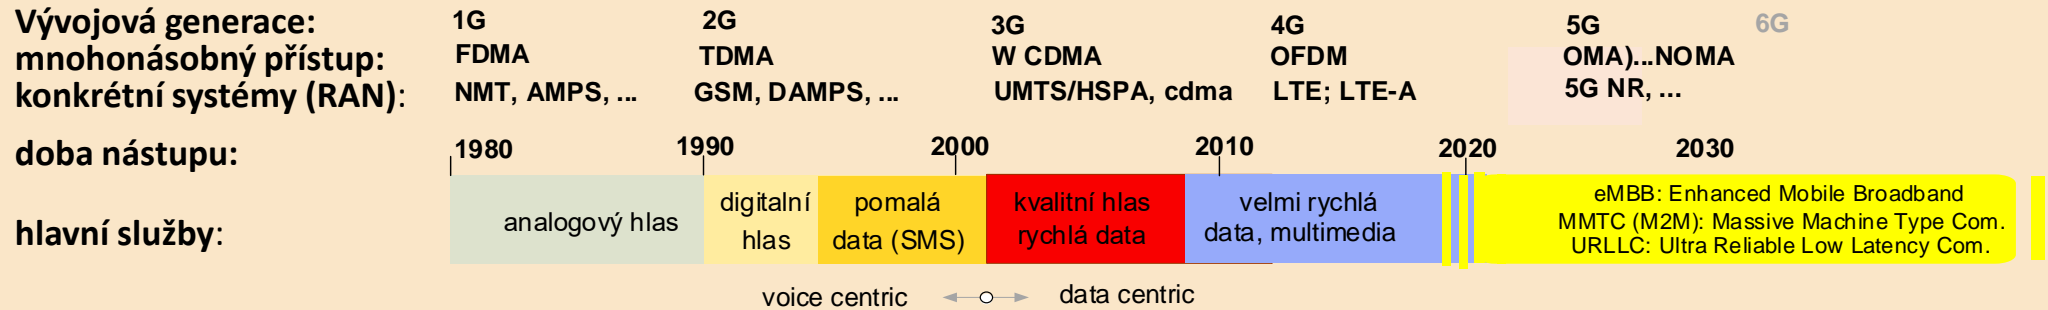 Vývojová generace: 1G 2G 3G 4G 5G 6G
mnohonásobný přístup: FDMA TDMA W CDMA OFDM OMA)...NOMA
konkrétní systémy (RAN): NMT, AMPS, ... GSM, DAMPS, ... UMTS/HSPA, cdma LTE; LTE-A 5G NR, ...
doba nástupu: 1980 1990 2000 2010 2020 2030
hlavní služby:
analogový hlas
digitalní
hlas
pomalá
data (SMS)
kvalitní hlas
rychlá data
velmi rychlá
data, multimedia
eMBB: Enhanced Mobile Broadband
MMTC (M2M): Massive Machine Type Com.
URLLC: Ultra Reliable Low Latency Com.
voice centric data centric